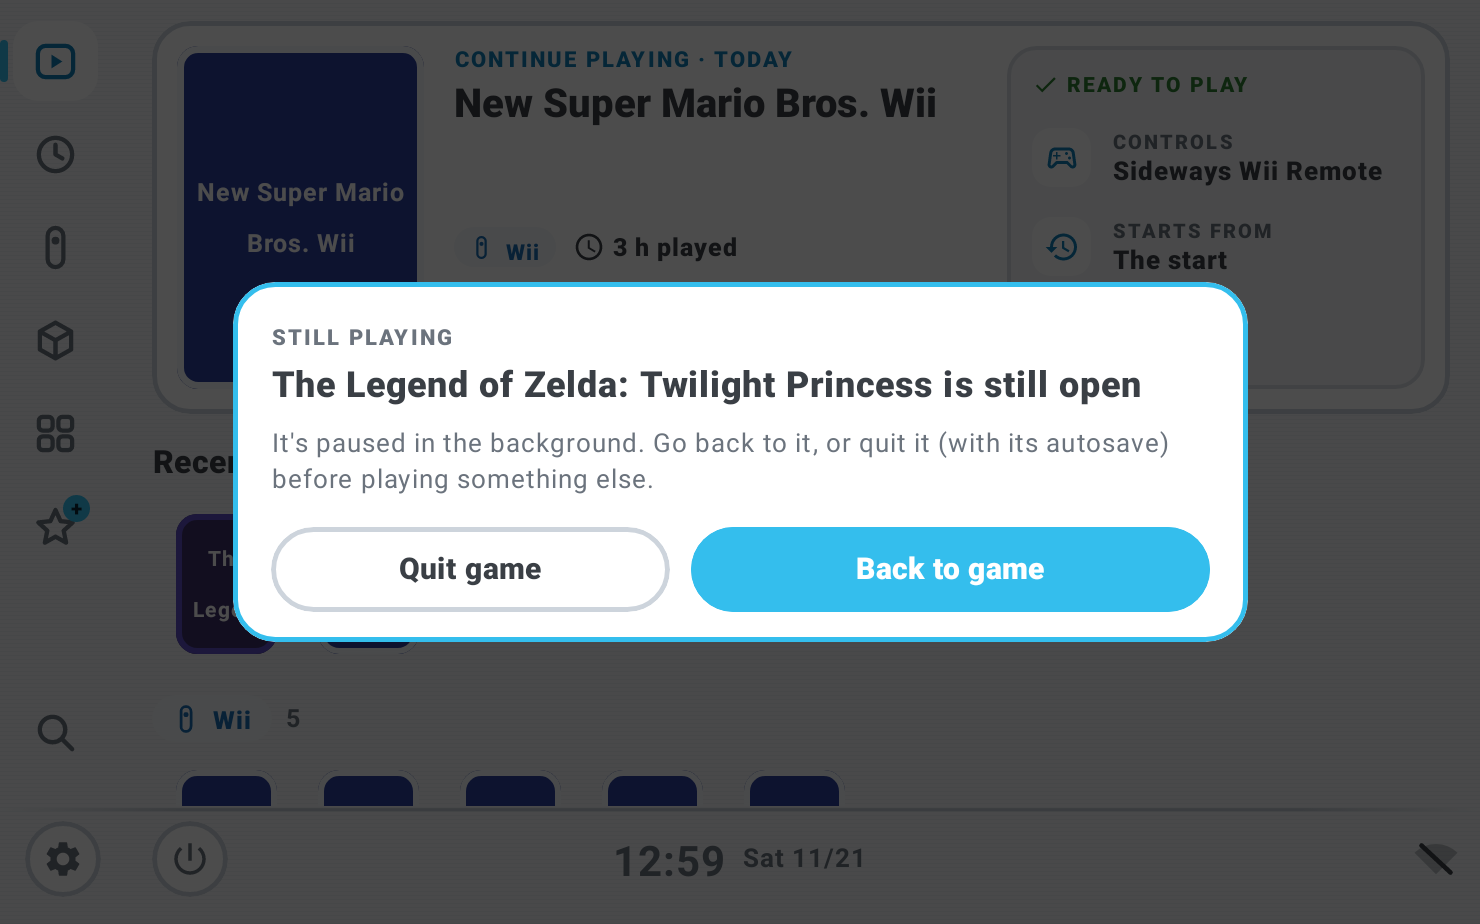 CONTINUE PLAYING · TODAY
New Super Mario Bros. Wii
New Super Mario
Bros. Wii
Wii
3 h played
READY TO PLAY
CONTROLS
Sideways Wii Remote
STARTS FROM
The start
STILL PLAYING
The Legend of Zelda: Twilight Princess is still open
It's paused in the background. Go back to it, or quit it (with its autosave)
before playing something else.
Quit game
Back to game
Wii 5
12:59 Sat 11/21